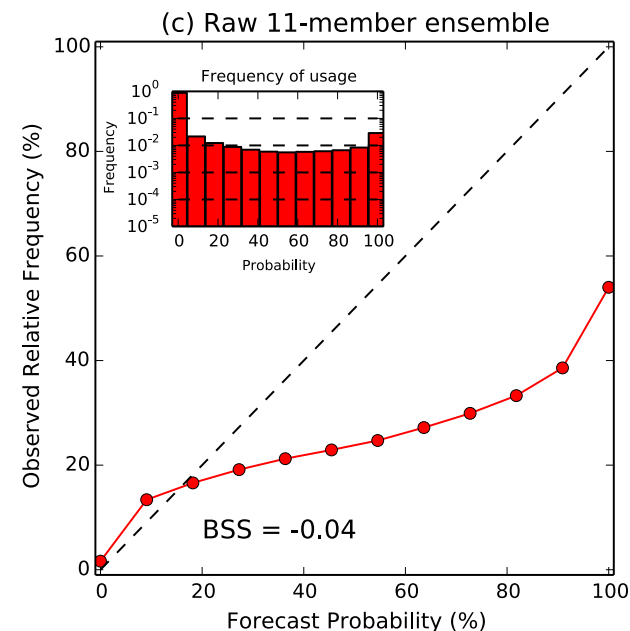 (c) Raw 11-member ensemble
Observed Relative Frequency (%)
100
80
60
40
20
0
Frequency of usage
Frequency
10^0
10^-1
10^-2
10^-3
10^-4
10^-5
0 20 40 60 80 100
Probability
BSS = -0.04
0 20 40 60 80 100
Forecast Probability (%)